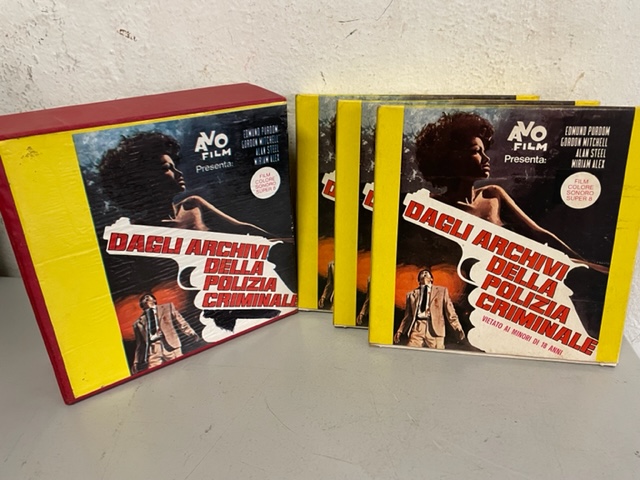 AVO
FILM
Presenta:
EDMUND PURDOM
GORDON MITCHELL
ALAN STEEL
MIRIAM ALEX
FILM
COLORE
SONORO
SUPER 8
DAGLI ARCHIVI
DELLA
POLIZIA
CRIMINALE
D
D
AVO
FILM
Presenta:
EDMUND PURDOM
GORDON MITCHELL
ALAN STEEL
MIRIAM ALEX
FILM
COLORE
SONORO
SUPER 8
DAGLI ARCHIVI
DELLA
POLIZIA
CRIMINALE
VIETATO AI MINORI DI 18 ANNI